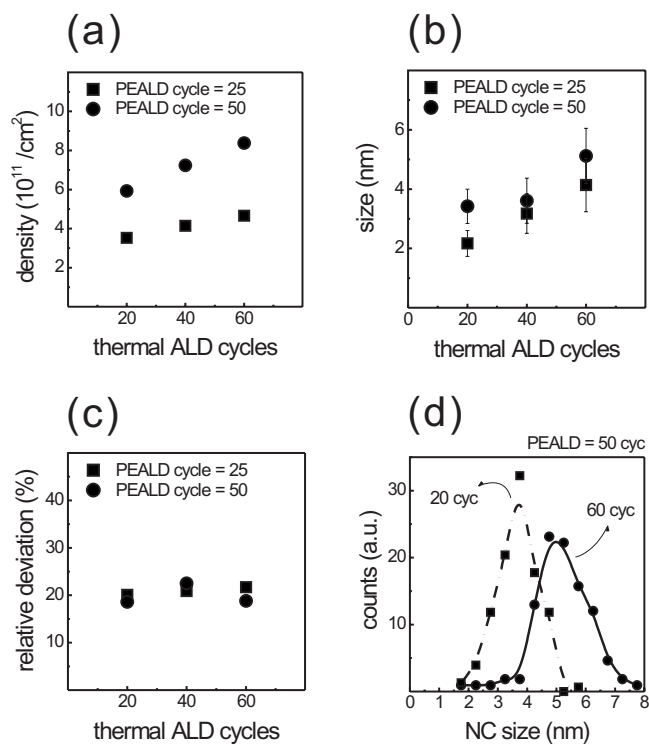 (a)
PEALD cycle = 25
PEALD cycle = 50
density (10¹¹ /cm²)
10
8
6
4
2
20 40 60
thermal ALD cycles
(b)
PEALD cycle = 25
PEALD cycle = 50
size (nm)
6
4
2
0 20 40 60
thermal ALD cycles
(c)
PEALD cycle = 25
PEALD cycle = 50
relative deviation (%)
40
30
20
10
20 40 60
thermal ALD cycles
(d)
PEALD = 50 cyc
20 cyc
60 cyc
counts (a.u.)
30
20
10
0
0 1 2 3 4 5 6 7 8
NC size (nm)